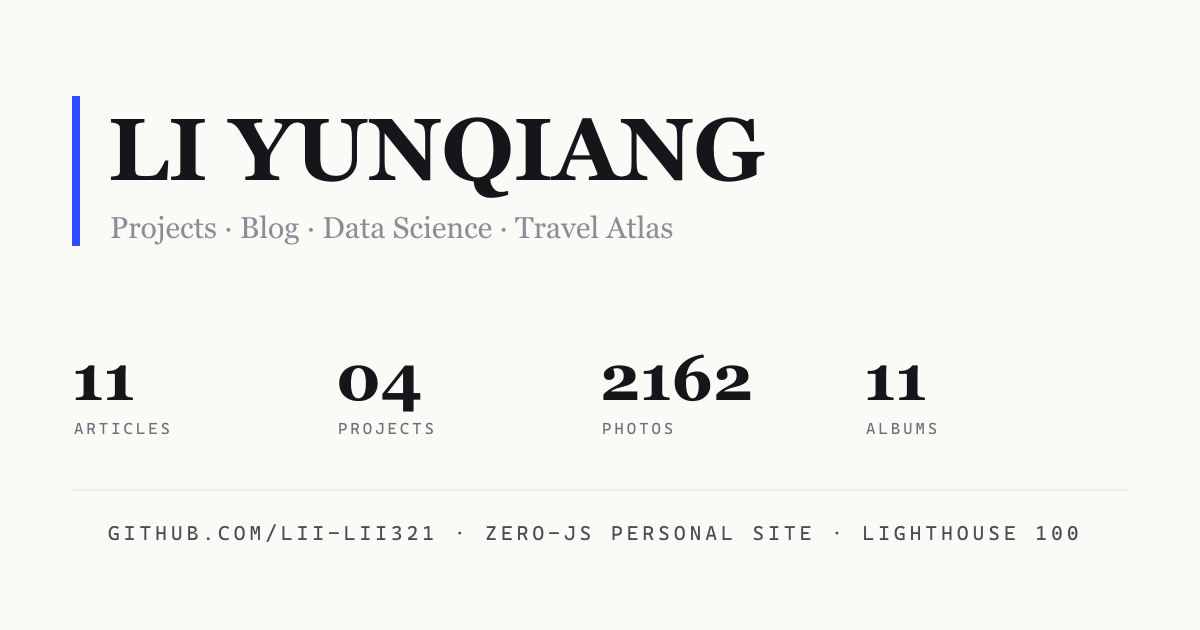 LI YUNQIANG
Projects · Blog · Data Science · Travel Atlas
11 04 2162 11
ARTICLES PROJECTS PHOTOS ALBUMS
GITHUB.COM/LII-LII321 · ZERO-JS PERSONAL SITE · LIGHTHOUSE 100